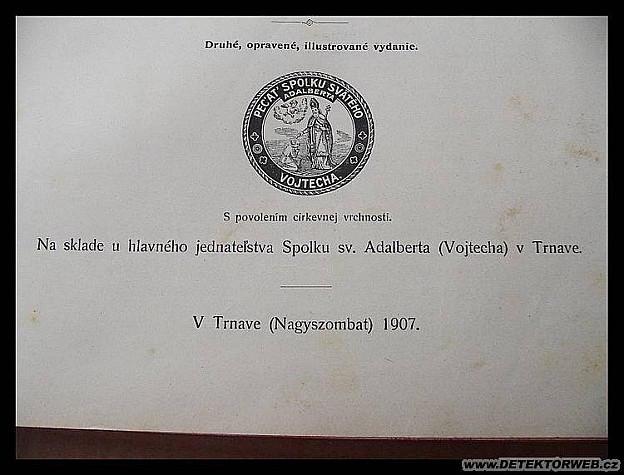 Druhé, opravené, illustrované vydanie.
PEČAŤ SPOLKU SVÄTÉHO
ADALBERTA
VOJTECHA
S povolením cirkevnej vrchnosti.
Na sklade u hlavného jednateľstva Spolku sv. Adalberta (Vojtecha) v Trnave.
V Trnave (Nagyszombat) 1907.
www.DETEKTORWEB.cz